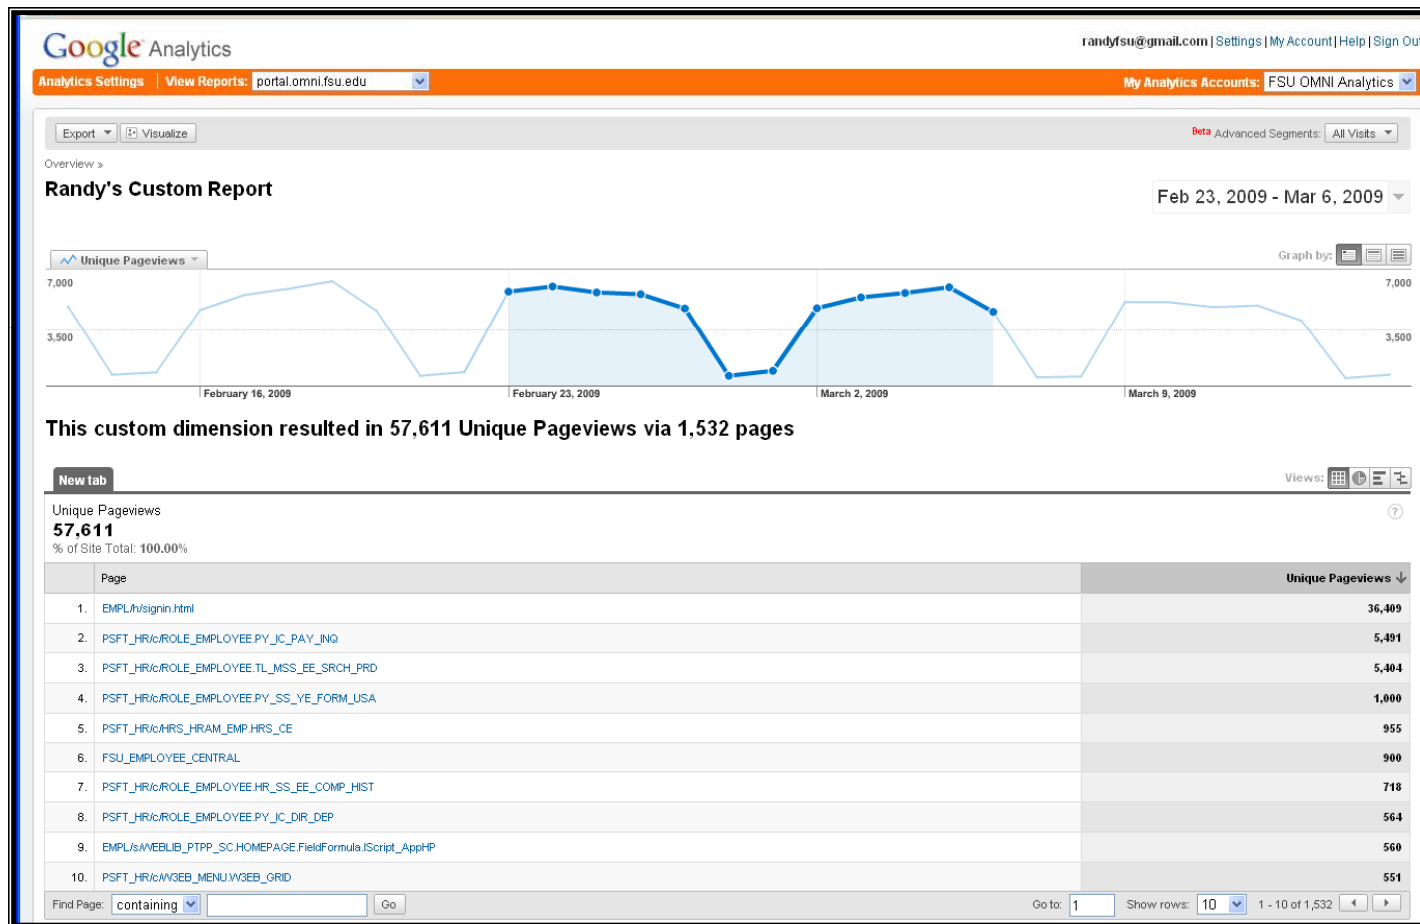 Google Analytics
randyfsu@gmail.com | Settings | My Account | Help | Sign Out
Analytics Settings | View Reports: portal.omni.fsu.edu
My Analytics Accounts: FSU OMNI Analytics
Export Visualize
Beta Advanced Segments: All Visits
Overview »
Randy's Custom Report
Feb 23, 2009 - Mar 6, 2009
Unique Pageviews
Graph by:
7,000 7,000
3,500 3,500
February 16, 2009 February 23, 2009 March 2, 2009 March 9, 2009
This custom dimension resulted in 57,611 Unique Pageviews via 1,532 pages
New tab
Views:
Unique Pageviews
57,611
% of Site Total: 100.00%
?
Page Unique Pageviews
1. EMPL/h/signin.html 36,409
2. PSFT_HR/c/ROLE_EMPLOYEE.PY_IC_PAY_INQ 5,491
3. PSFT_HR/c/ROLE_EMPLOYEE.TL_MSS_EE_SRCH_PRD 5,404
4. PSFT_HR/c/ROLE_EMPLOYEE.PY_SS_YE_FORM_USA 1,000
5. PSFT_HR/c/HRS_HRAM_EMP.HRS_CE 955
6. FSU_EMPLOYEE_CENTRAL 900
7. PSFT_HR/c/ROLE_EMPLOYEE.HR_SS_EE_COMP_HIST 718
8. PSFT_HR/c/ROLE_EMPLOYEE.PY_IC_DIR_DEP 564
9. EMPL/s/WEBLIB_PTPP_SC.HOMEPAGE.FieldFormula.IScript_AppHP 560
10. PSFT_HR/c/W3EB_MENU.W3EB_GRID 551
Find Page: containing Go
Go to: 1 Show rows: 10 1 - 10 of 1,532